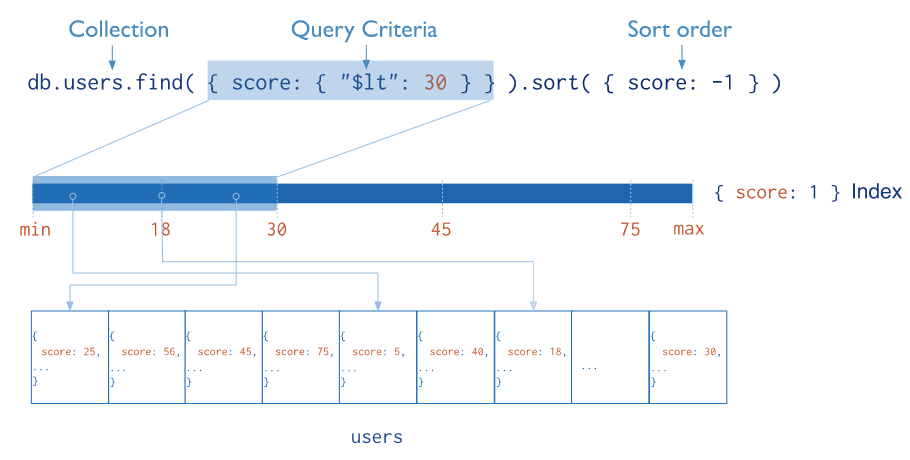 Collection Query Criteria Sort order
db.users.find( { score: { "$lt": 30 } } ).sort( { score: -1 } )
{ score: 1 } Index
min 18 30 45 75 max
{ { { { { { { {
score: 25, score: 56, score: 45, score: 75, score: 5, score: 40, score: 18, score: 30,
... ... ... ... ... ... ... ... ...
} } } } } } } }
users